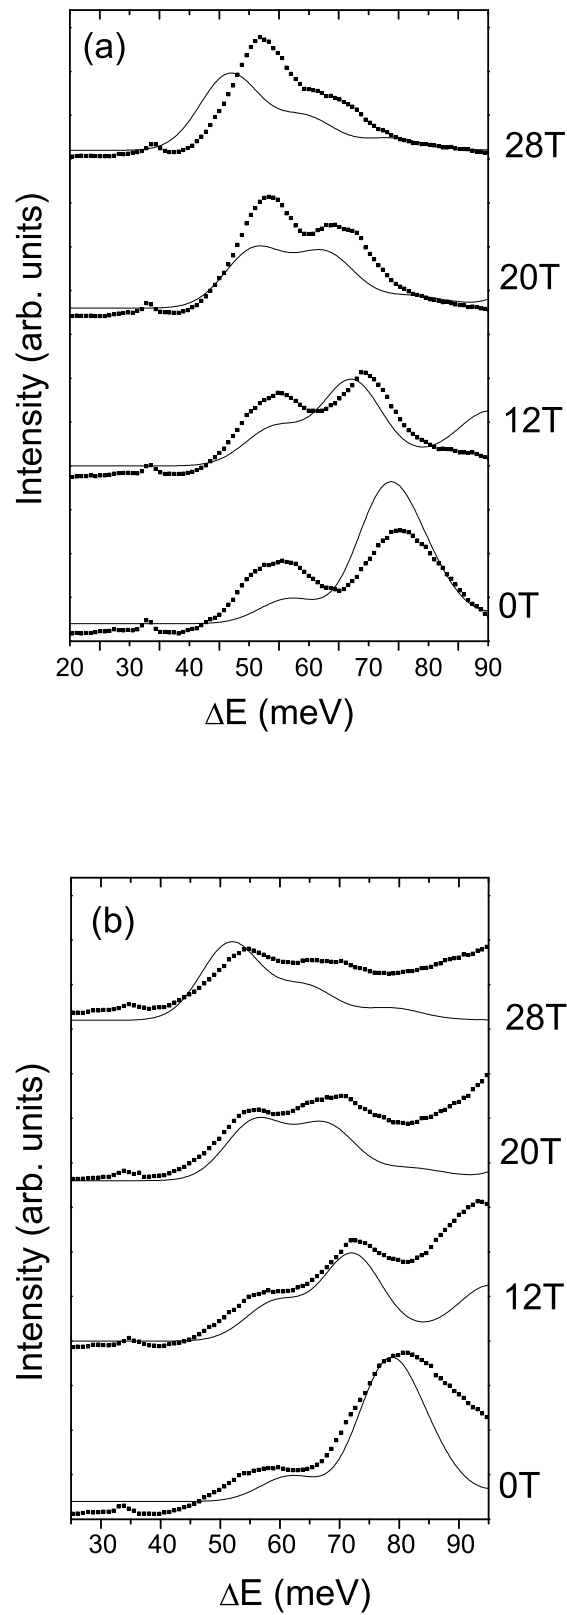 (a)
28T
20T
12T
0T
Intensity (arb. units)
20 30 40 50 60 70 80 90
ΔE (meV)
(b)
28T
20T
12T
0T
Intensity (arb. units)
30 40 50 60 70 80 90
ΔE (meV)